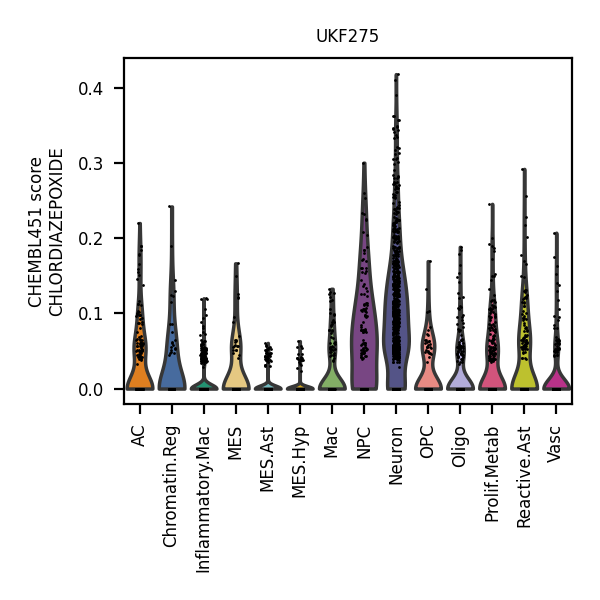 UKF275
CHEMBL451 score
CHLORDIAZEPOXIDE
0.4
0.3
0.2
0.1
0.0
AC
Chromatin.Reg
Inflammatory.Mac
MES
MES.Ast
MES.Hyp
Mac
NPC
Neuron
OPC
Oligo
Prolif.Metab
Reactive.Ast
Vasc